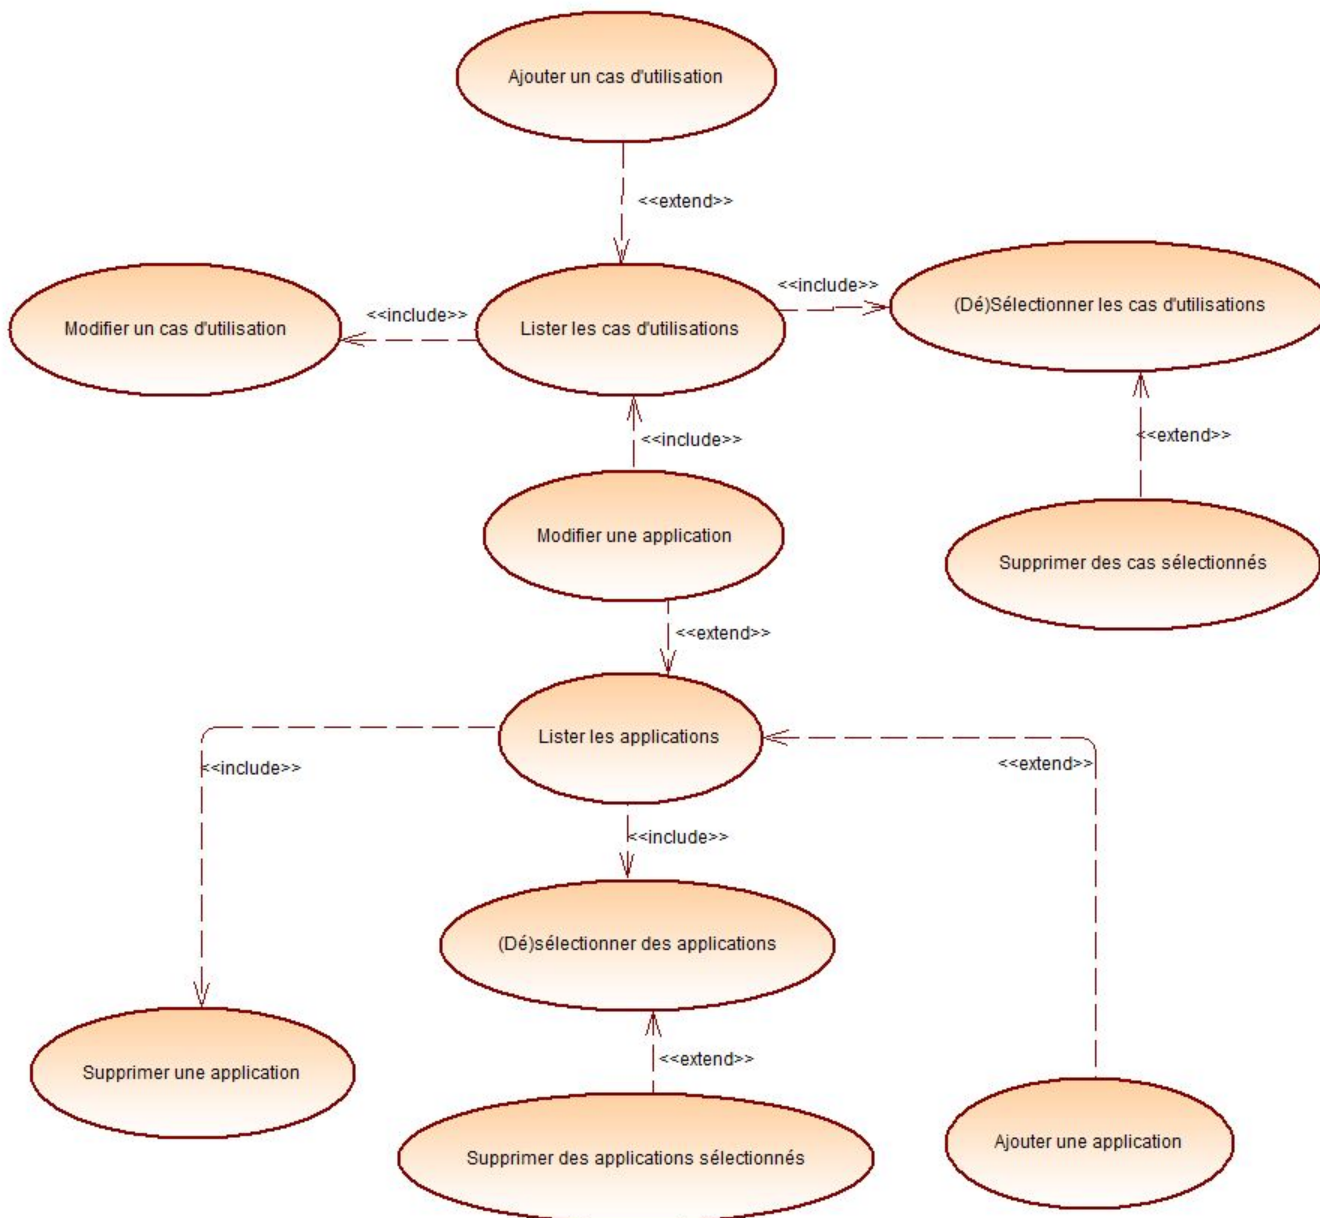 Ajouter un cas d'utilisation
<<extend>>
<<include>>
(Dé)Sélectionner les cas d'utilisations
<<include>>
Modifier un cas d'utilisation
Lister les cas d'utilisations
<<include>>
<<extend>>
Modifier une application
Supprimer des cas sélectionnés
<<extend>>
Lister les applications
<<include>>
<<extend>>
<<include>>
(Dé)sélectionner des applications
<<extend>>
Supprimer une application
Ajouter une application
Supprimer des applications sélectionnés